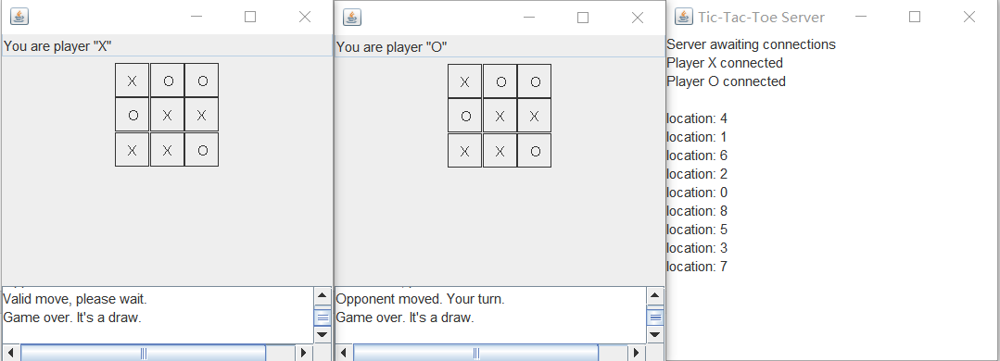 You are player "X"
X O O
O X X
X X O
Valid move, please wait.
Game over. It's a draw.
You are player "O"
X O O
O X X
X X O
Opponent moved. Your turn.
Game over. It's a draw.
Tic-Tac-Toe Server
Server awaiting connections
Player X connected
Player O connected
location: 4
location: 1
location: 6
location: 2
location: 0
location: 8
location: 5
location: 3
location: 7